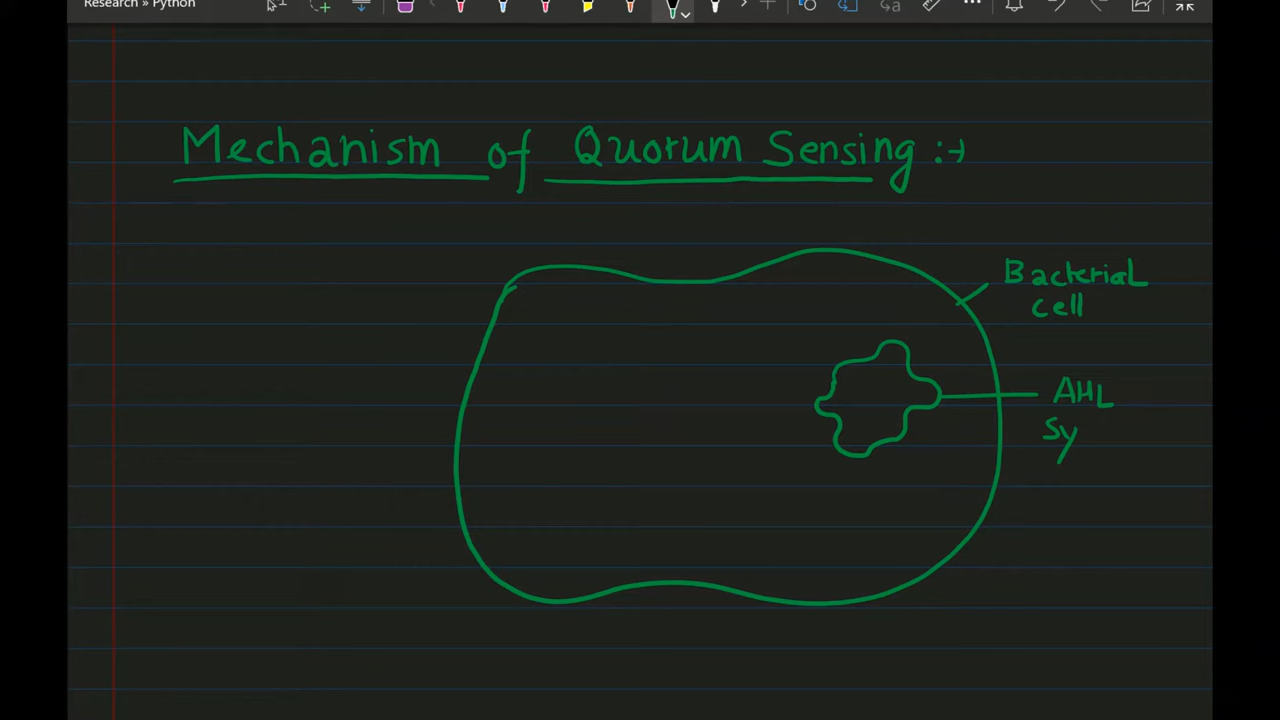 Research » Python
Mechanism of Quorum Sensing :→
Bacterial
cell
AHL
Sy